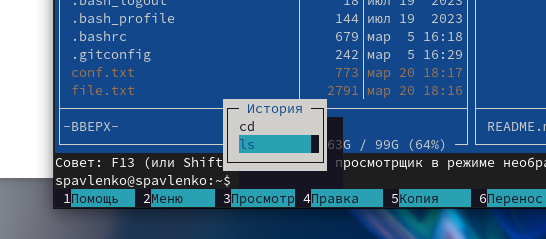 .bash_logout 18 июл 19 2023
.bash_profile 144 июл 19 2023
.bashrc 679 мар 5 16:18
.gitconfig 242 мар 5 16:29
conf.txt 773 мар 20 18:17
file.txt 2791 мар 20 18:16
История
cd
-ВВЕРХ- README.m
ls
63G / 99G (64%)
Совет: F13 (или Shift просмотрщик в режиме необра
spavlenko@spavlenko:~$
1Помощь 2Меню 3Просмотр 4Правка 5Копия 6Перенос